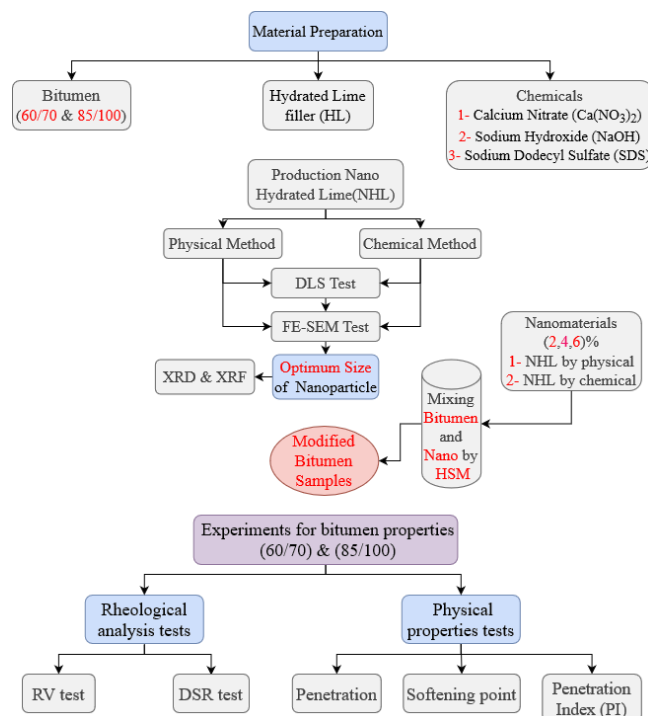 Material Preparation
Bitumen
(60/70 & 85/100)
Hydrated Lime
filler (HL)
Chemicals
1- Calcium Nitrate (Ca(NO₃)₂)
2- Sodium Hydroxide (NaOH)
3- Sodium Dodecyl Sulfate (SDS)
Production Nano
Hydrated Lime(NHL)
Physical Method
Chemical Method
DLS Test
FE-SEM Test
XRD & XRF
Optimum Size
of Nanoparticle
Nanomaterials
(2,4,6)%
1- NHL by physical
2- NHL by chemical
Mixing
Bitumen
and
Nano by
HSM
Modified
Bitumen
Samples
Experiments for bitumen properties
(60/70) & (85/100)
Rheological
analysis tests
Physical
properties tests
RV test
DSR test
Penetration
Softening point
Penetration
Index (PI)